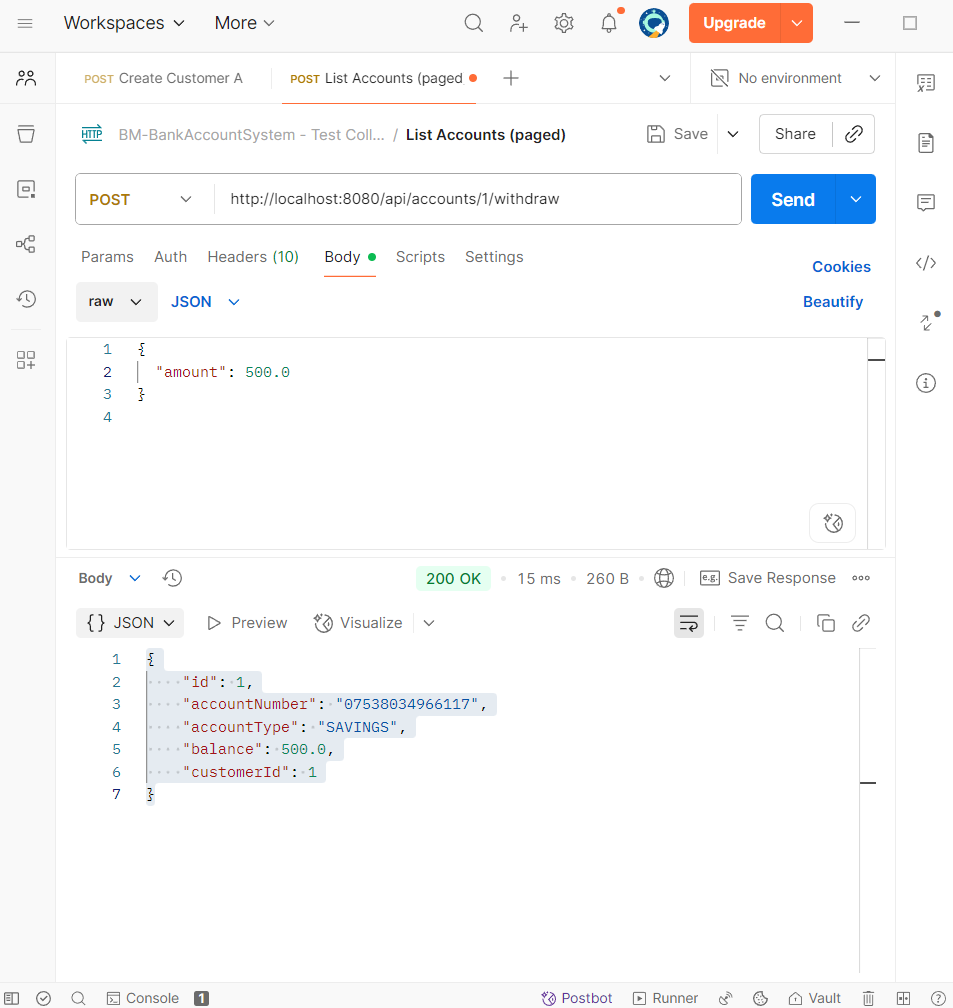 Workspaces More Upgrade
POST Create Customer A POST List Accounts (paged No environment
HTTP BM-BankAccountSystem - Test Coll... / List Accounts (paged) Save Share
POST http://localhost:8080/api/accounts/1/withdraw Send
Params Auth Headers (10) Body Scripts Settings Cookies
raw JSON Beautify
1 {
2 "amount": 500.0
3 }
4
Body 200 OK 15 ms 260 B e.g. Save Response
{} JSON Preview Visualize
1 {
2 "id": 1,
3 "accountNumber": "07538034966117",
4 "accountType": "SAVINGS",
5 "balance": 500.0,
6 "customerId": 1
7 }
Console 1 Postbot Runner Vault